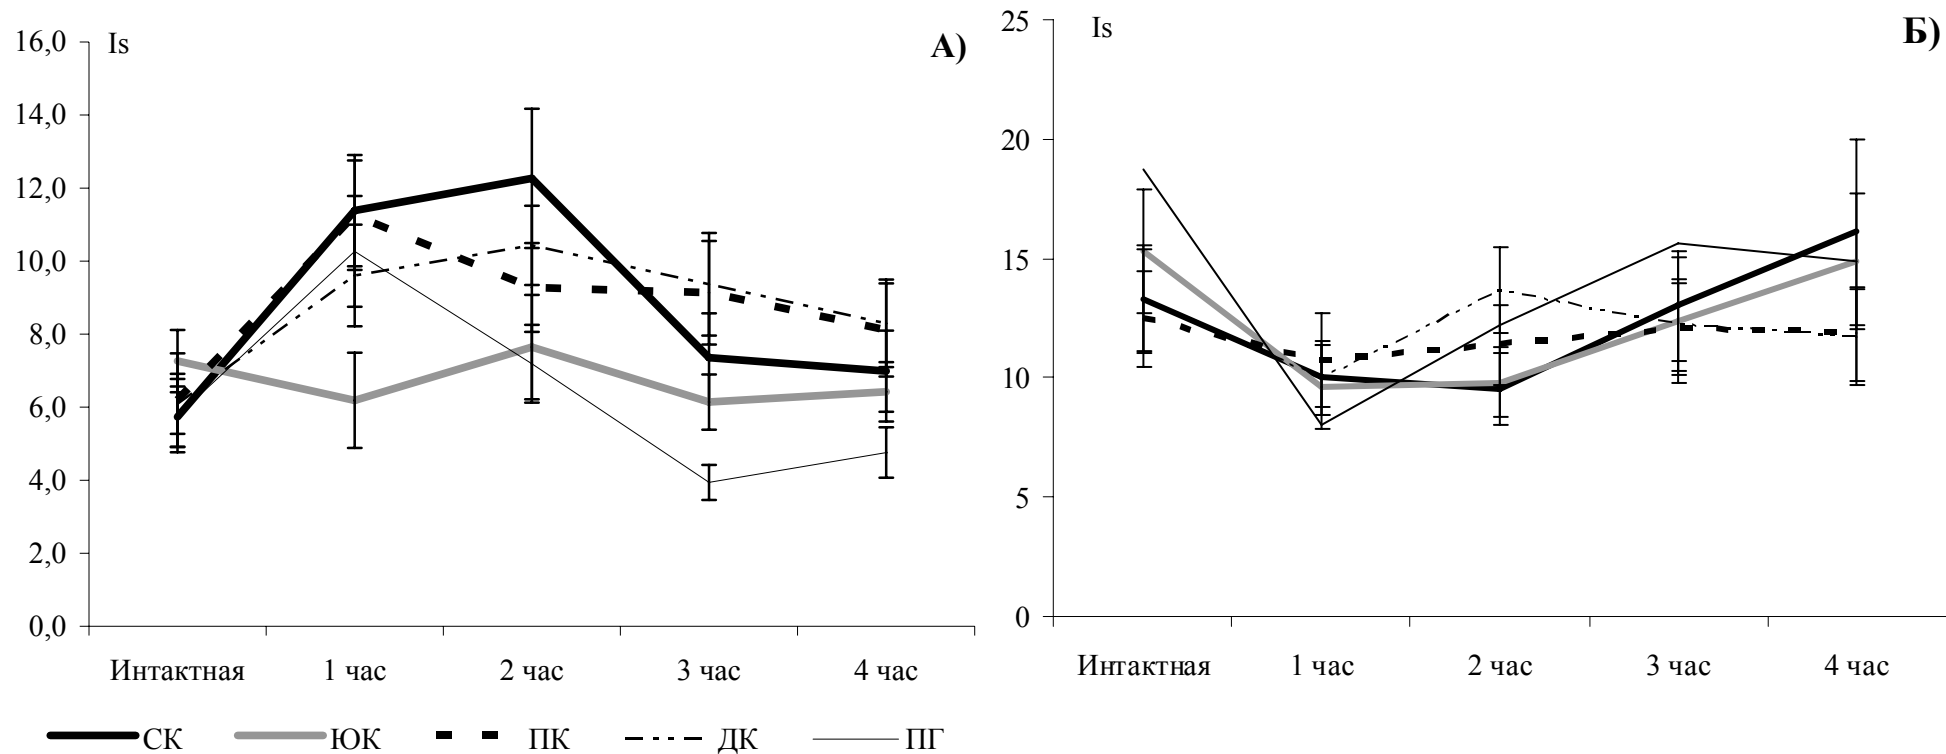 Is
А)
16,0
14,0
12,0
10,0
8,0
6,0
4,0
2,0
0,0
Интактная 1 час 2 час 3 час 4 час
Is
Б)
25
20
15
10
5
0
Интактная 1 час 2 час 3 час 4 час
СК ЮК ПК ДК ПГ